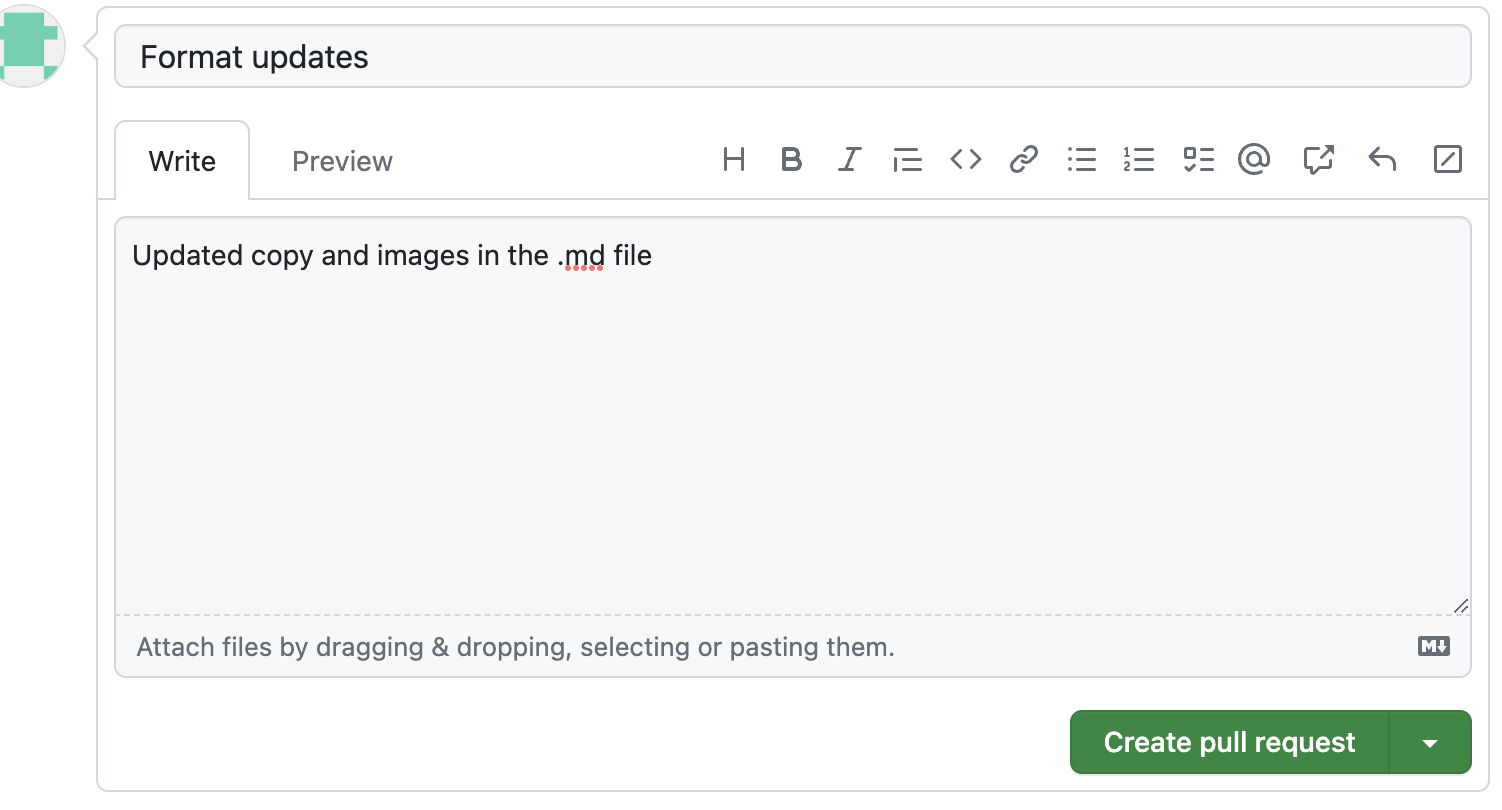 Format updates
Write Preview
Updated copy and images in the .md file
Attach files by dragging & dropping, selecting or pasting them.
Create pull request